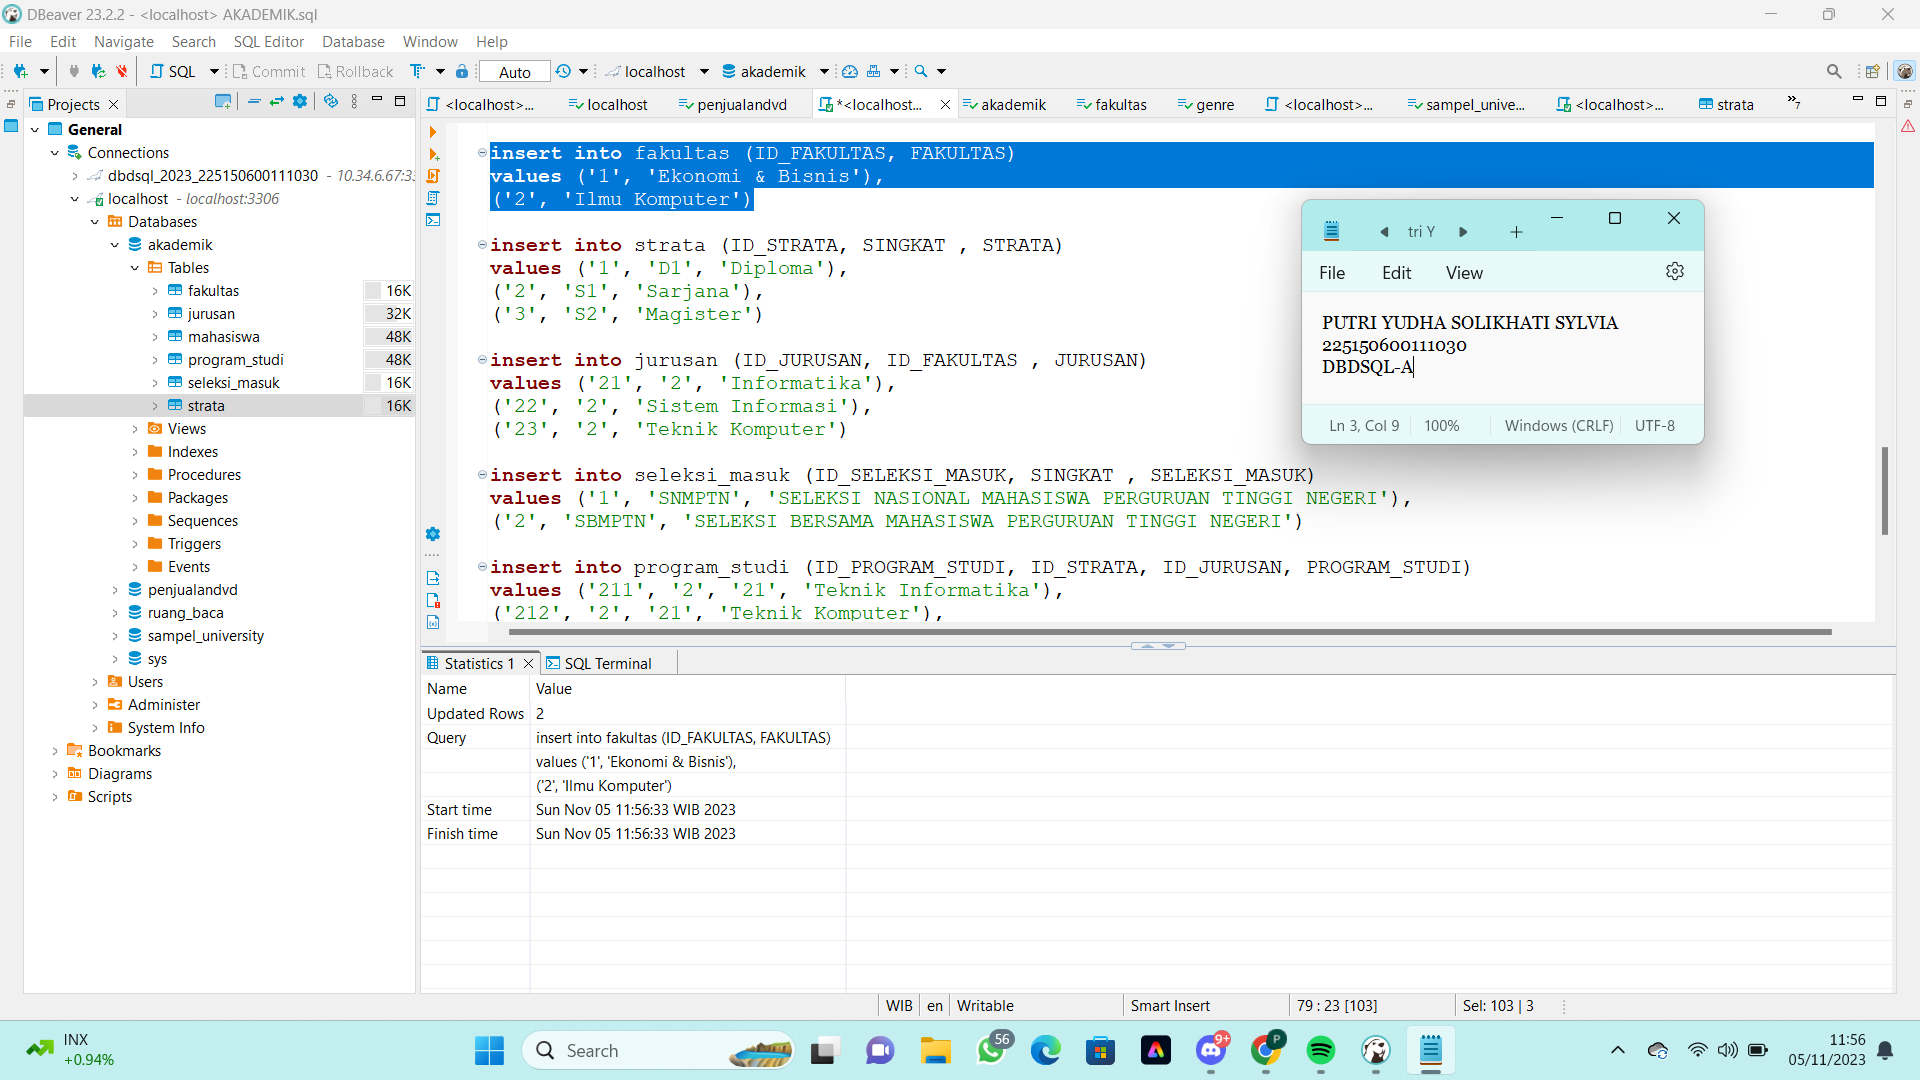 DBeaver 23.2.2 - <localhost> AKADEMIK.sql
File Edit Navigate Search SQL Editor Database Window Help
SQL Commit Rollback Auto localhost akademik
Projects
<localhost>... localhost penjualandvd *<localhost... akademik fakultas genre <localhost>... sampel_unive... <localhost>... strata »7
General
Connections
dbdsql_2023_225150600111030 - 10.34.6.67:3
localhost - localhost:3306
Databases
akademik
Tables
fakultas 16K
jurusan 32K
mahasiswa 48K
program_studi 48K
seleksi_masuk 16K
strata 16K
Views
Indexes
Procedures
Packages
Sequences
Triggers
Events
penjualandvd
ruang_baca
sampel_university
sys
Users
Administer
System Info
Bookmarks
Diagrams
Scripts
insert into fakultas (ID_FAKULTAS, FAKULTAS)
values ('1', 'Ekonomi & Bisnis'),
('2', 'Ilmu Komputer')
insert into strata (ID_STRATA, SINGKAT , STRATA)
values ('1', 'D1', 'Diploma'),
('2', 'S1', 'Sarjana'),
('3', 'S2', 'Magister')
insert into jurusan (ID_JURUSAN, ID_FAKULTAS , JURUSAN)
values ('21', '2', 'Informatika'),
('22', '2', 'Sistem Informasi'),
('23', '2', 'Teknik Komputer')
insert into seleksi_masuk (ID_SELEKSI_MASUK, SINGKAT , SELEKSI_MASUK)
values ('1', 'SNMPTN', 'SELEKSI NASIONAL MAHASISWA PERGURUAN TINGGI NEGERI'),
('2', 'SBMPTN', 'SELEKSI BERSAMA MAHASISWA PERGURUAN TINGGI NEGERI')
insert into program_studi (ID_PROGRAM_STUDI, ID_STRATA, ID_JURUSAN, PROGRAM_STUDI)
values ('211', '2', '21', 'Teknik Informatika'),
('212', '2', '21', 'Teknik Komputer'),
tri Y
File Edit View
PUTRI YUDHA SOLIKHATI SYLVIA
225150600111030
DBDSQL-A
Ln 3, Col 9 100% Windows (CRLF) UTF-8
Statistics 1 SQL Terminal
Name Value
Updated Rows 2
Query insert into fakultas (ID_FAKULTAS, FAKULTAS)
values ('1', 'Ekonomi & Bisnis'),
('2', 'Ilmu Komputer')
Start time Sun Nov 05 11:56:33 WIB 2023
Finish time Sun Nov 05 11:56:33 WIB 2023
WIB en Writable Smart Insert 79 : 23 [103] Sel: 103 | 3
INX
+0.94%
Search
56
9+
P
11:56
05/11/2023